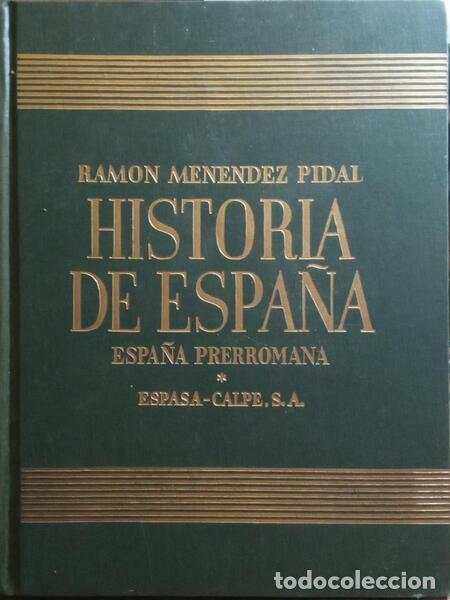 RAMON MENENDEZ PIDAL
HISTORIA
DE ESPAÑA
ESPAÑA PRERROMANA
*
ESPASA-CALPE, S.A.
todocoleccion